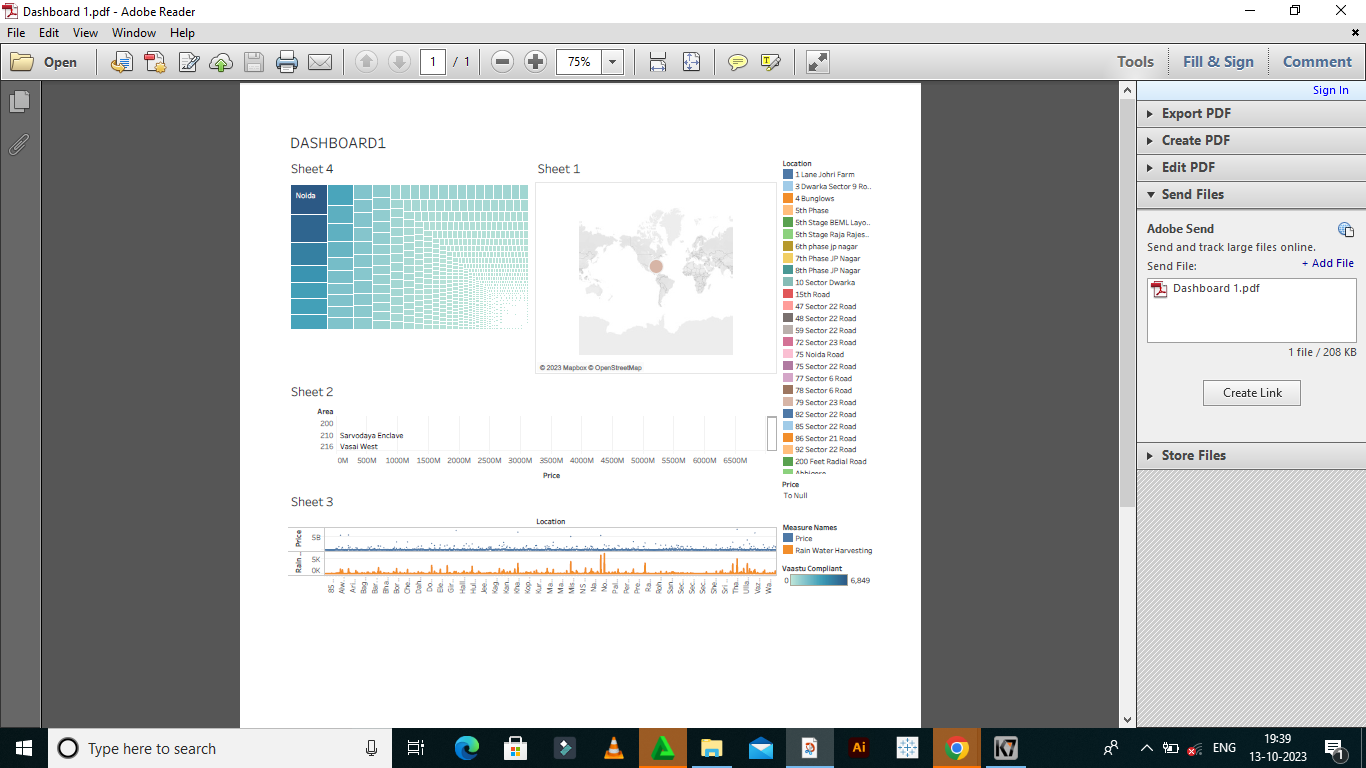 Dashboard 1.pdf - Adobe Reader
File Edit View Window Help
Open 1 / 1 75% Tools Fill & Sign Comment
Sign In
Export PDF
Create PDF
Edit PDF
Send Files
Adobe Send
Send and track large files online.
Send File: + Add File
Dashboard 1.pdf
1 file / 208 KB
Create Link
Store Files
DASHBOARD1
Sheet 4
Noida
Sheet 1
© 2023 Mapbox © OpenStreetMap
Location
1 Lane Johri Farm
3 Dwarka Sector 9 Ro..
4 Bunglows
5th Phase
5th Stage BEML Layo..
5th Stage Raja Rajes..
6th phase jp nagar
7th Phase JP Nagar
8th Phase JP Nagar
10 Sector Dwarka
15th Road
47 Sector 22 Road
48 Sector 22 Road
59 Sector 22 Road
72 Sector 23 Road
75 Noida Road
75 Sector 22 Road
77 Sector 6 Road
78 Sector 6 Road
79 Sector 23 Road
82 Sector 22 Road
85 Sector 22 Road
86 Sector 21 Road
92 Sector 22 Road
200 Feet Radial Road
Sheet 2
Area
200
210 Sarvodaya Enclave
216 Vasai West
0M 500M 1000M 1500M 2000M 2500M 3000M 3500M 4000M 4500M 5000M 5500M 6000M 6500M
Price
Price
To Null
Sheet 3
Location
Price 5B
Rain .. 5K
0K
85 .. Alw.. Ari.. Bag.. Ber.. Bha.. Bor.. Che.. Dah.. Do.. Ele.. Gir.. Hall.. Hul.. Jee.. Kag.. Kan.. Kha.. Kop.. Kur.. Ma.. Ma.. Mis.. NS .. Na.. No.. Pal.. Per.. Pre.. Ra.. Roh.. San.. Sec.. Sec.. Sec.. She.. Sri .. Tha.. Ulla.. Vaz.. Wa..
Measure Names
Price
Rain Water Harvesting
Vaastu Compliant
0 6,849
Type here to search
Ai
ENG
19:39
13-10-2023
1